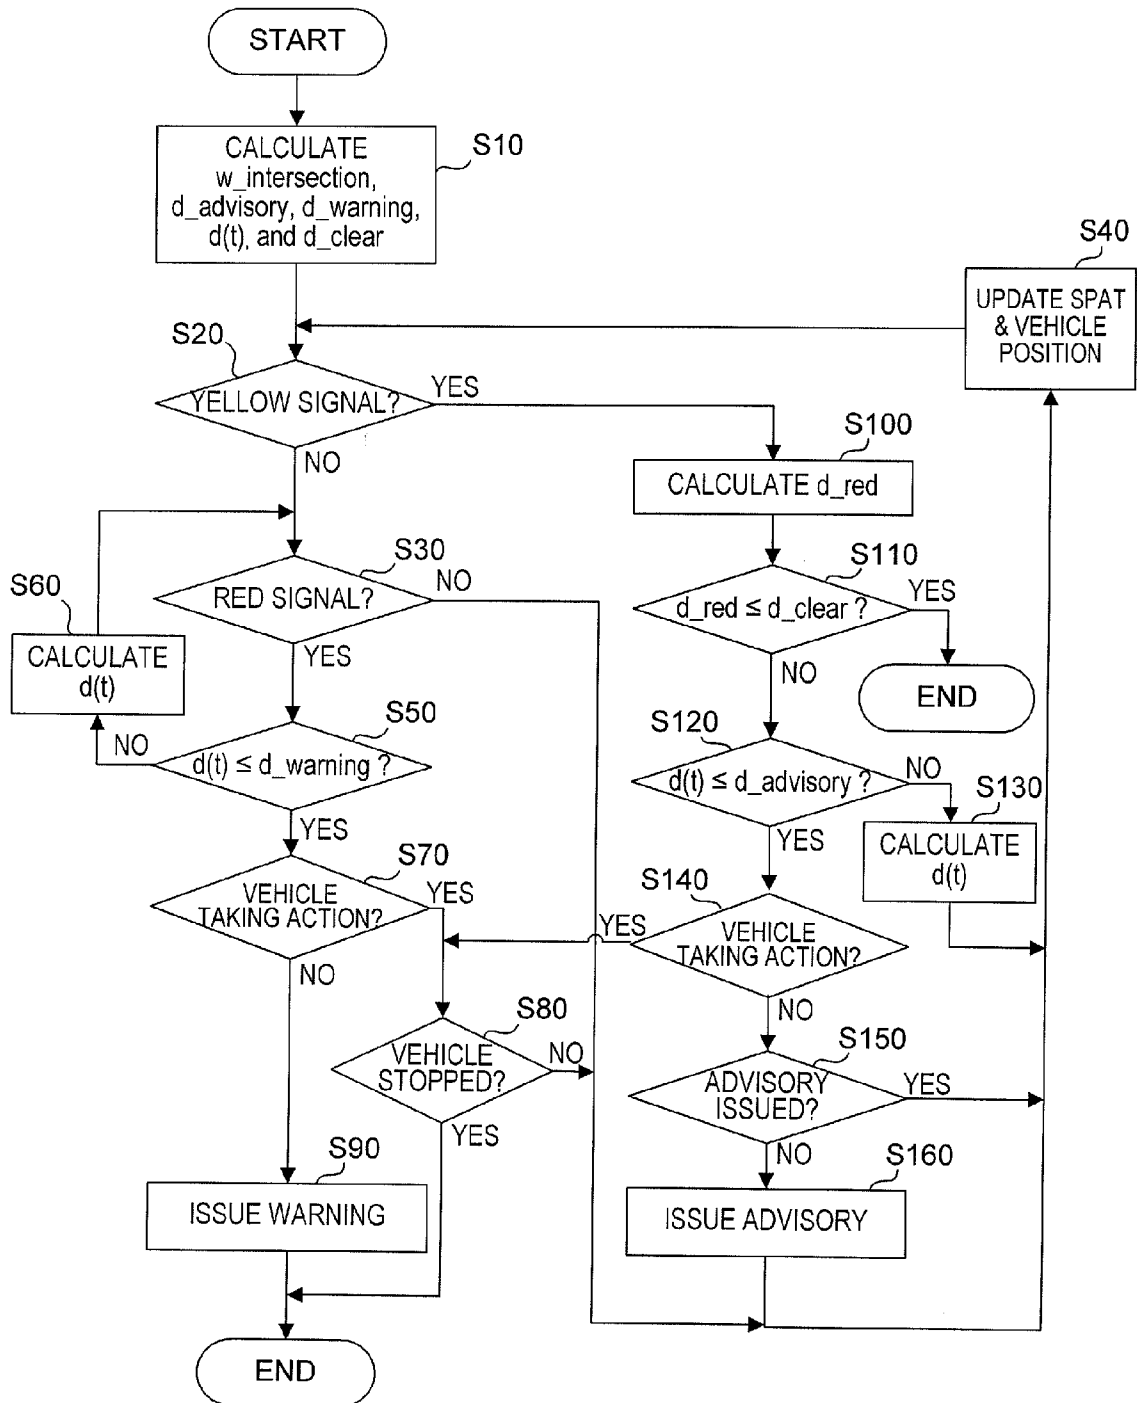 START
CALCULATE
w_intersection,
d_advisory, d_warning,
d(t), and d_clear
S10
S40
UPDATE SPAT
& VEHICLE
POSITION
S20
YELLOW SIGNAL?
YES
NO
S100
CALCULATE d_red
S30
RED SIGNAL?
NO
YES
S60
CALCULATE
d(t)
S110
d_red ≤ d_clear ?
YES
NO
END
S50
d(t) ≤ d_warning ?
NO
YES
S120
d(t) ≤ d_advisory ?
NO
YES
S130
CALCULATE
d(t)
S70
VEHICLE
TAKING ACTION?
YES
NO
S140
VEHICLE
TAKING ACTION?
YES
NO
S80
VEHICLE
STOPPED?
NO
YES
S150
ADVISORY
ISSUED?
YES
NO
S90
ISSUE WARNING
S160
ISSUE ADVISORY
END